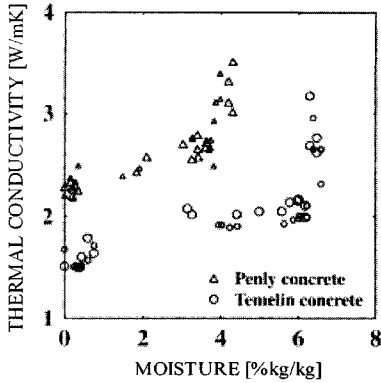 THERMAL CONDUCTIVITY [W/mK]
4
3
2
1
Penly concrete
Temelin concrete
0 2 4 6 8
MOISTURE [%kg/kg]